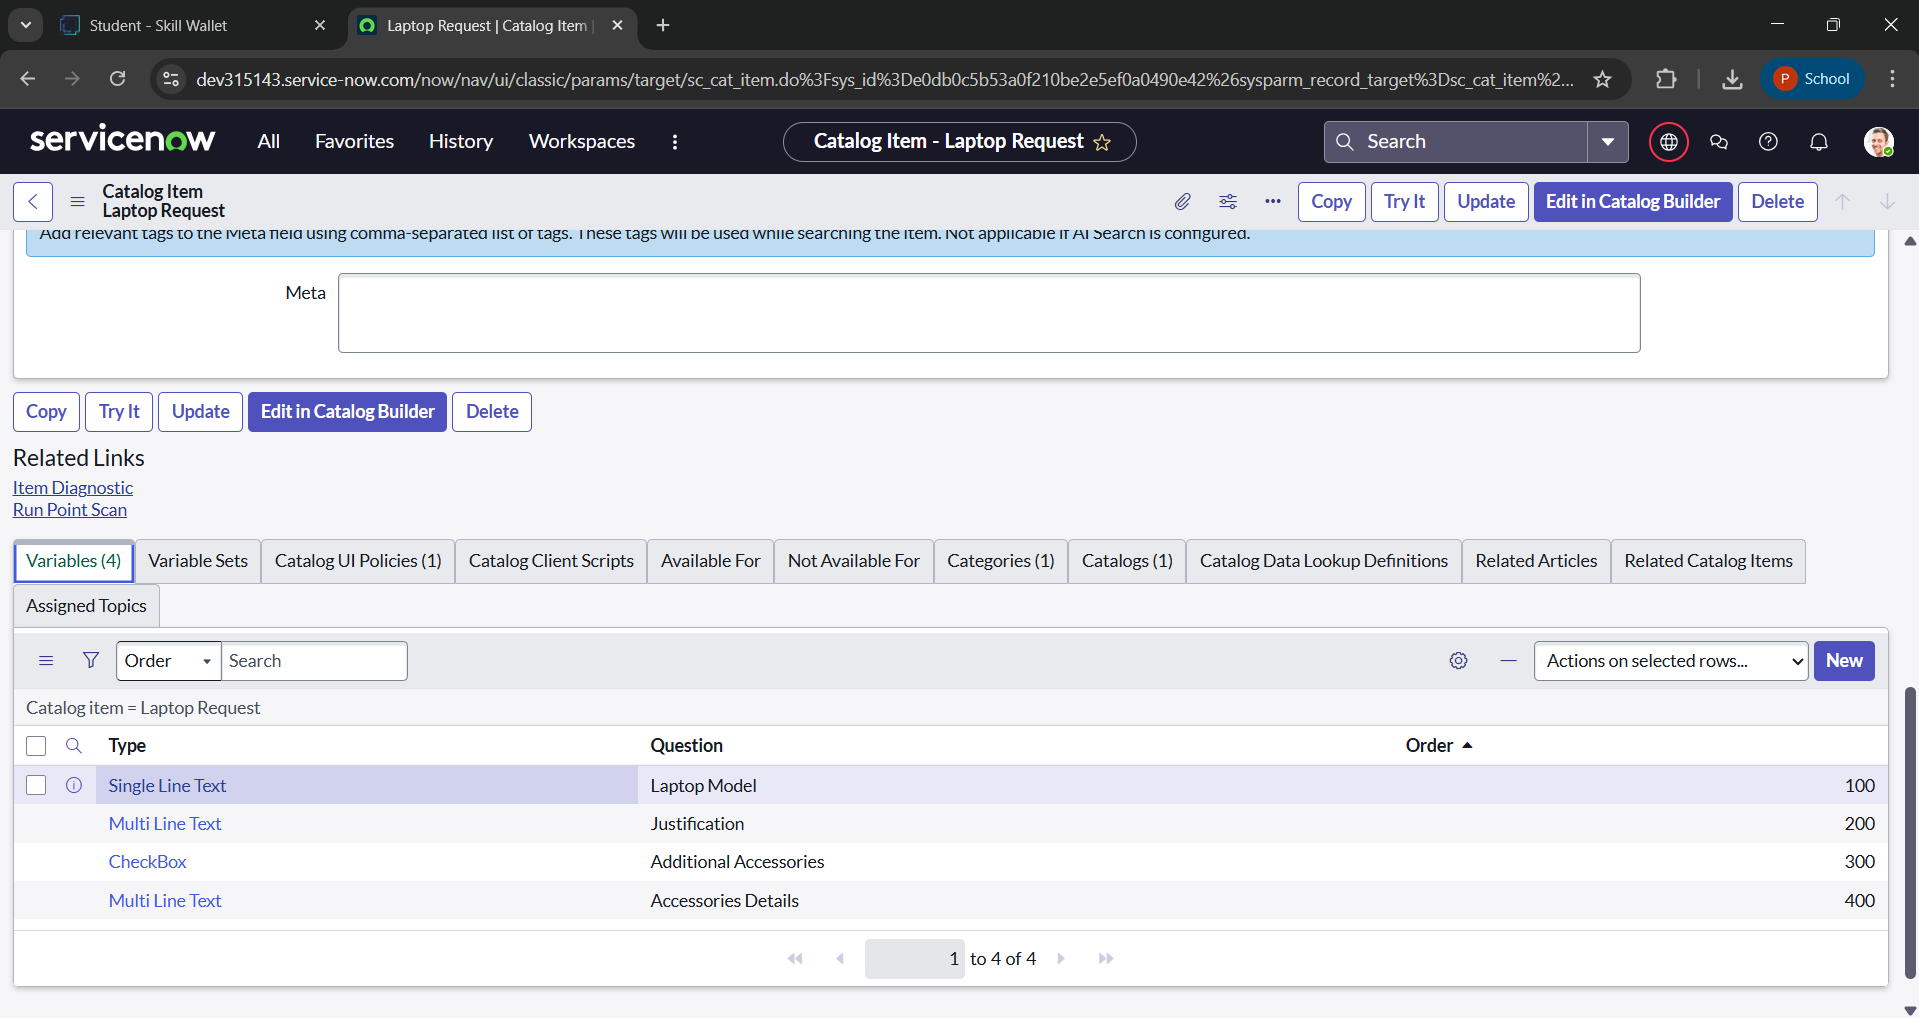 Student - Skill Wallet
Laptop Request | Catalog Item |
dev315143.service-now.com/now/nav/ui/classic/params/target/sc_cat_item.do%3Fsys_id%3De0db0c5b53a0f210be2e5ef0a0490e42%26sysparm_record_target%3Dsc_cat_item%2...
P School
servicenow All Favorites History Workspaces Catalog Item - Laptop Request Search
Catalog Item
Laptop Request
Copy Try It Update Edit in Catalog Builder Delete
Add relevant tags to the Meta field using comma-separated list of tags. These tags will be used while searching the item. Not applicable if AI Search is configured.
Meta
Copy Try It Update Edit in Catalog Builder Delete
Related Links
Item Diagnostic
Run Point Scan
Variables (4) Variable Sets Catalog UI Policies (1) Catalog Client Scripts Available For Not Available For Categories (1) Catalogs (1) Catalog Data Lookup Definitions Related Articles Related Catalog Items
Assigned Topics
Order Search Actions on selected rows... New
Catalog item = Laptop Request
Type Question Order
Single Line Text Laptop Model 100
Multi Line Text Justification 200
CheckBox Additional Accessories 300
Multi Line Text Accessories Details 400
1 to 4 of 4